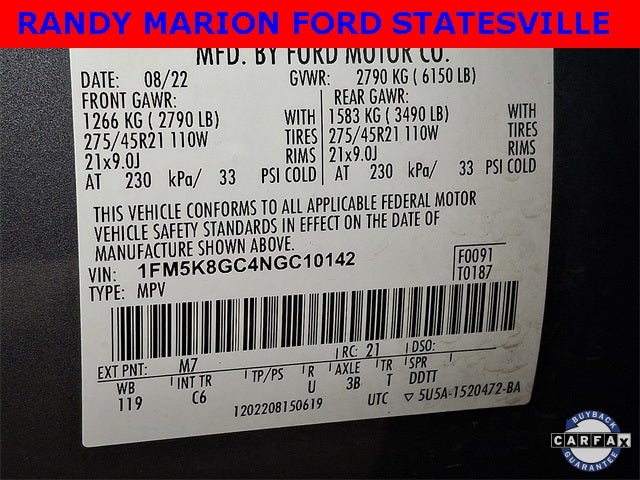 RANDY MARION FORD STATESVILLE
MFD. BY FORD MOTOR CO.
DATE: 08/22 GVWR: 2790 KG ( 6150 LB)
FRONT GAWR: REAR GAWR:
1266 KG ( 2790 LB) WITH 1583 KG ( 3490 LB) WITH
275/45R21 110W TIRES 275/45R21 110W TIRES
21x9.0J RIMS 21x9.0J RIMS
AT 230 kPa/ 33 PSI COLD AT 230 kPa/ 33 PSI COLD
THIS VEHICLE CONFORMS TO ALL APPLICABLE FEDERAL MOTOR
VEHICLE SAFETY STANDARDS IN EFFECT ON THE DATE OF
MANUFACTURE SHOWN ABOVE.
VIN: 1FM5K8GC4NGC10142 F0091
TYPE: MPV T0187
EXT PNT: M7 RC: 21 DSO:
WB INT TR TP/PS R AXLE TR SPR
119 C6 U 3B T DDTT
1202208150619 UTC ▽ 5U5A-1520472-BA
BUYBACK
CARFAX
GUARANTEE